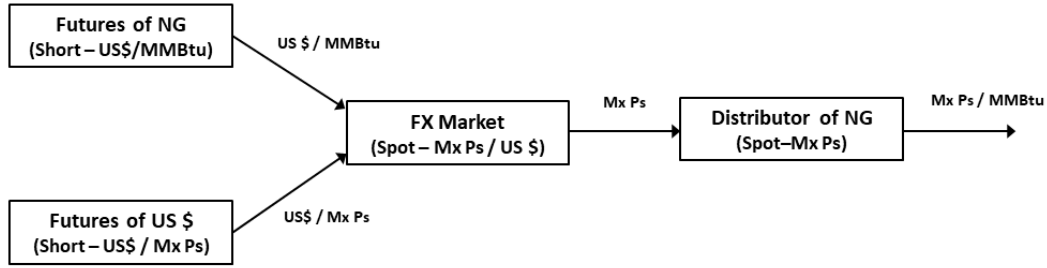 Futures of NG
(Short – US$/MMBtu)
US $ / MMBtu
FX Market
(Spot – Mx Ps / US $)
Mx Ps
Distributor of NG
(Spot–Mx Ps)
Mx Ps / MMBtu
Futures of US $
(Short – US$ / Mx Ps)
US$ / Mx Ps